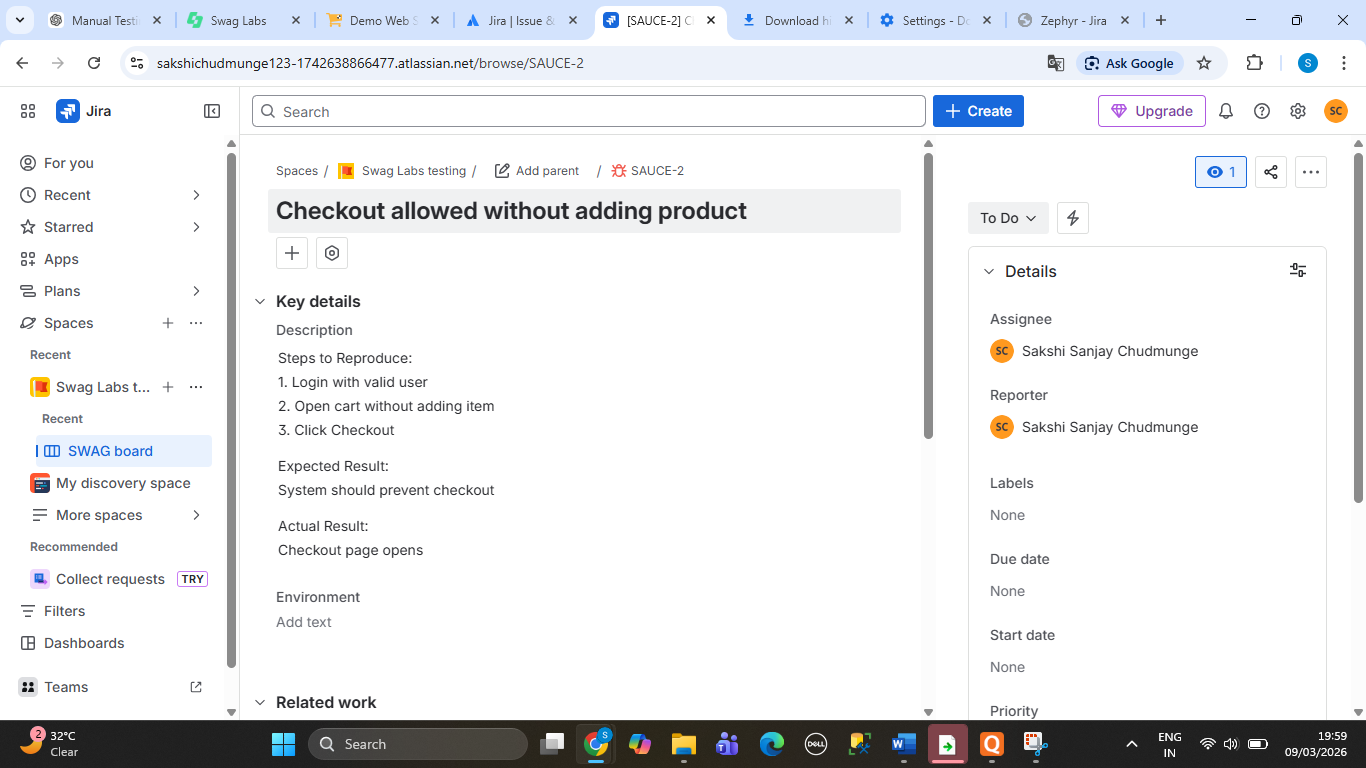 Manual Testi
Swag Labs
Demo Web S
Jira | Issue &
[SAUCE-2] C
Download hi
Settings - Do
Zephyr - Jira
sakshichudmunge123-1742638866477.atlassian.net/browse/SAUCE-2
Ask Google
S
Jira
Search
Create
Upgrade
SC
For you
Recent
Starred
Apps
Plans
Spaces
Recent
Swag Labs t...
Recent
SWAG board
My discovery space
More spaces
Recommended
Collect requests TRY
Filters
Dashboards
Teams
Spaces / Swag Labs testing / Add parent / SAUCE-2
Checkout allowed without adding product
Key details
Description
Steps to Reproduce:
1. Login with valid user
2. Open cart without adding item
3. Click Checkout
Expected Result:
System should prevent checkout
Actual Result:
Checkout page opens
Environment
Add text
Related work
1
To Do
Details
Assignee
SC Sakshi Sanjay Chudmunge
Reporter
SC Sakshi Sanjay Chudmunge
Labels
None
Due date
None
Start date
None
Priority
2
32°C
Clear
Search
S
DELL
W
Q
ENG
IN
19:59
09/03/2026